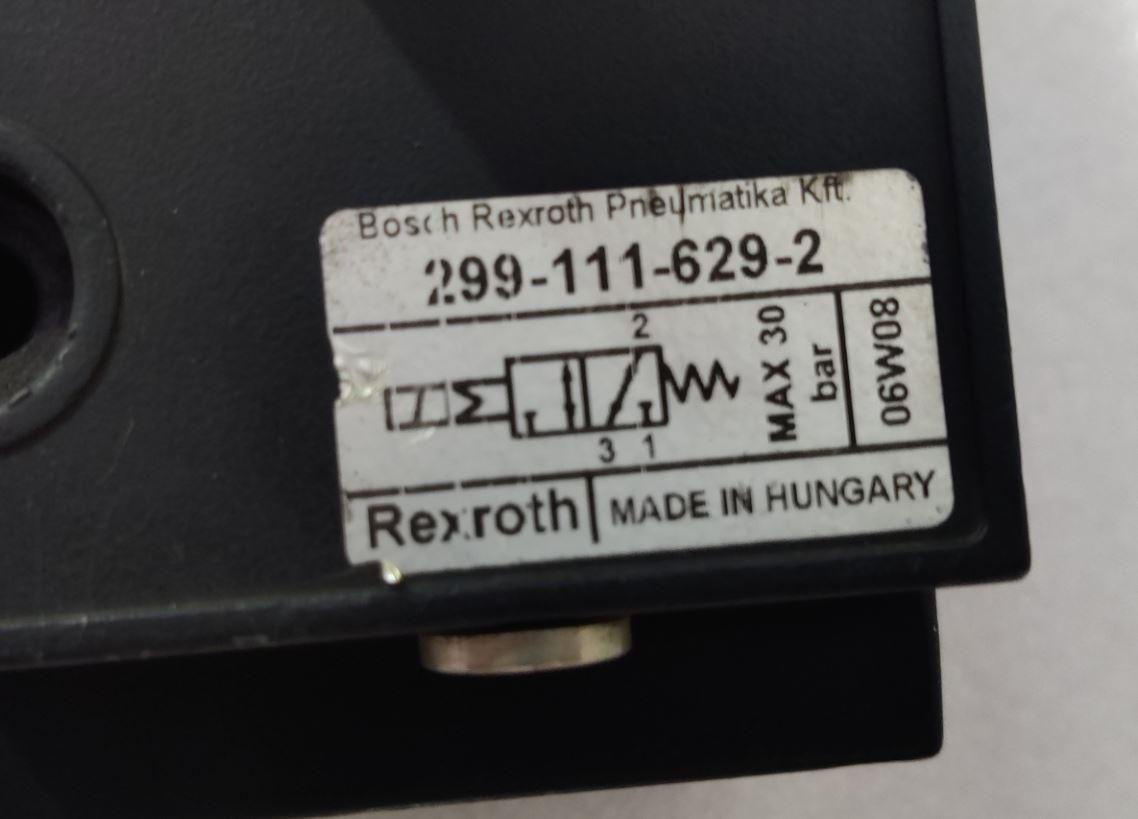 Bosch Rexroth Pneumatika Kft.
299-111-629-2
2
3 1
MAX 30
bar
06W08
Rexroth
MADE IN HUNGARY